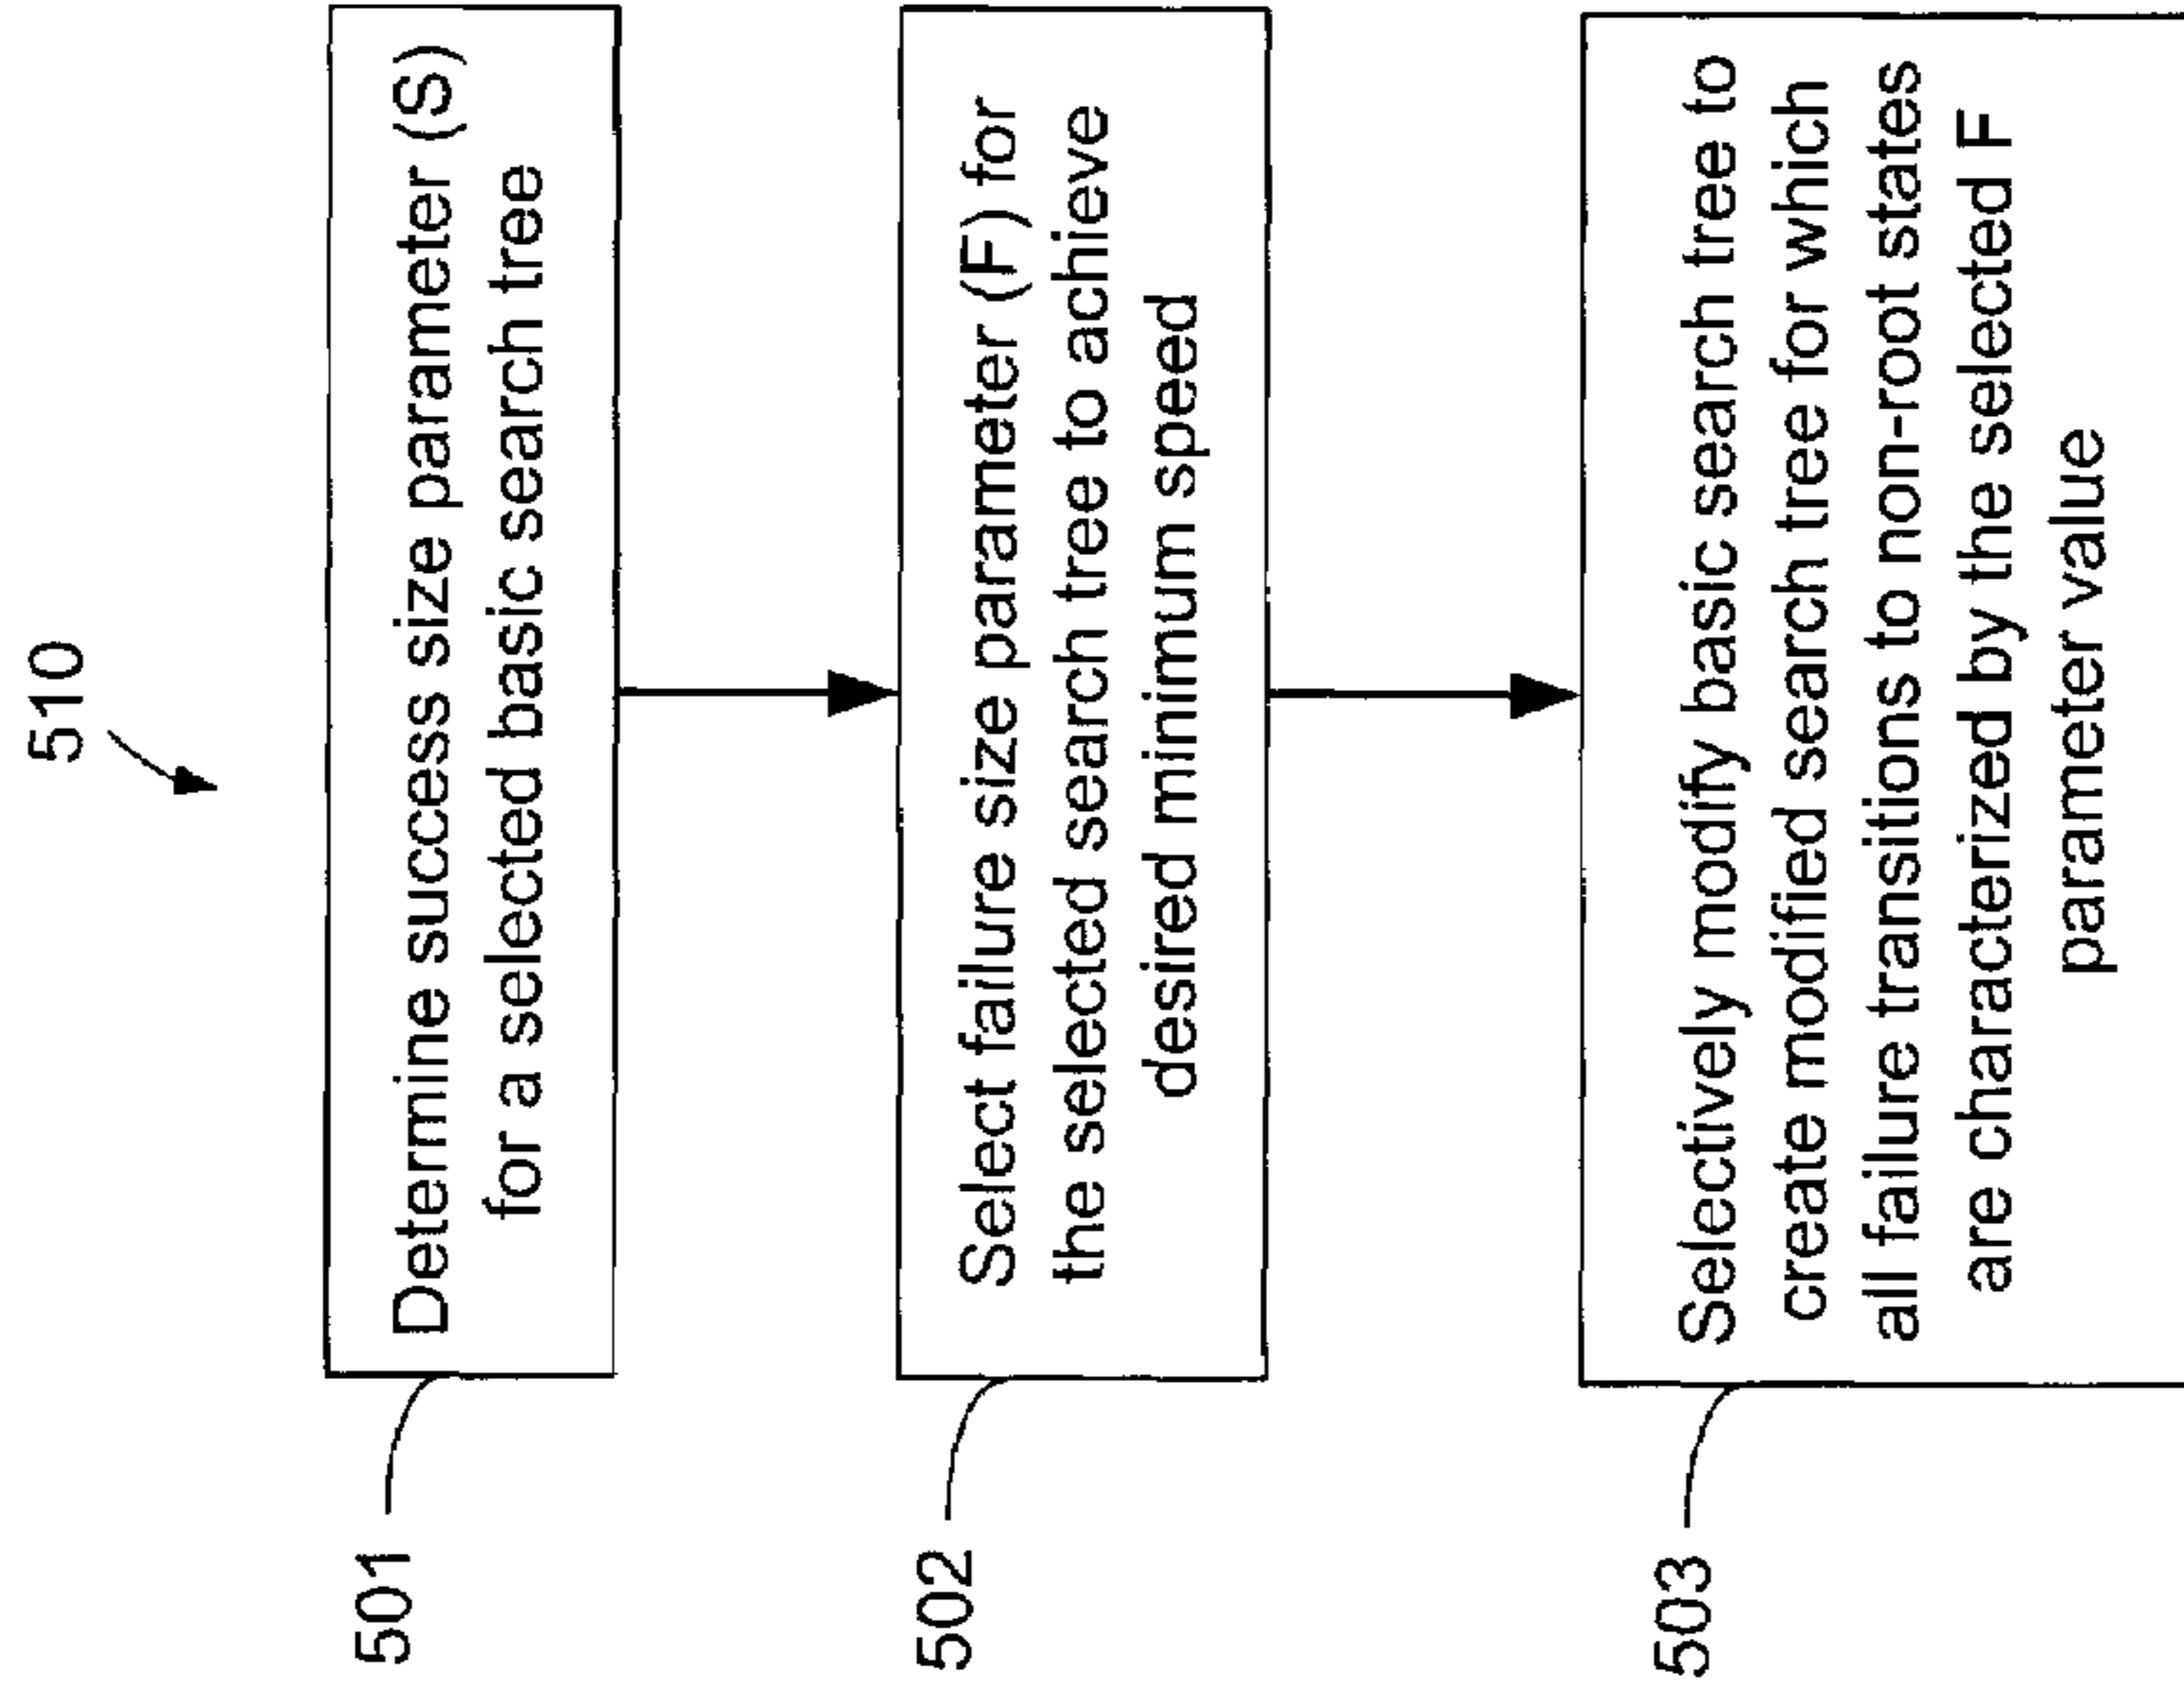 510
501
Determine success size parameter (S)
for a selected basic search tree
502
Select failure size parameter (F) for
the selected search tree to achieve
desired minimum speed
503
Selectively modify basic search tree to
create modified search tree for which
all failure transitions to non-root states
are characterized by the selected F
parameter value